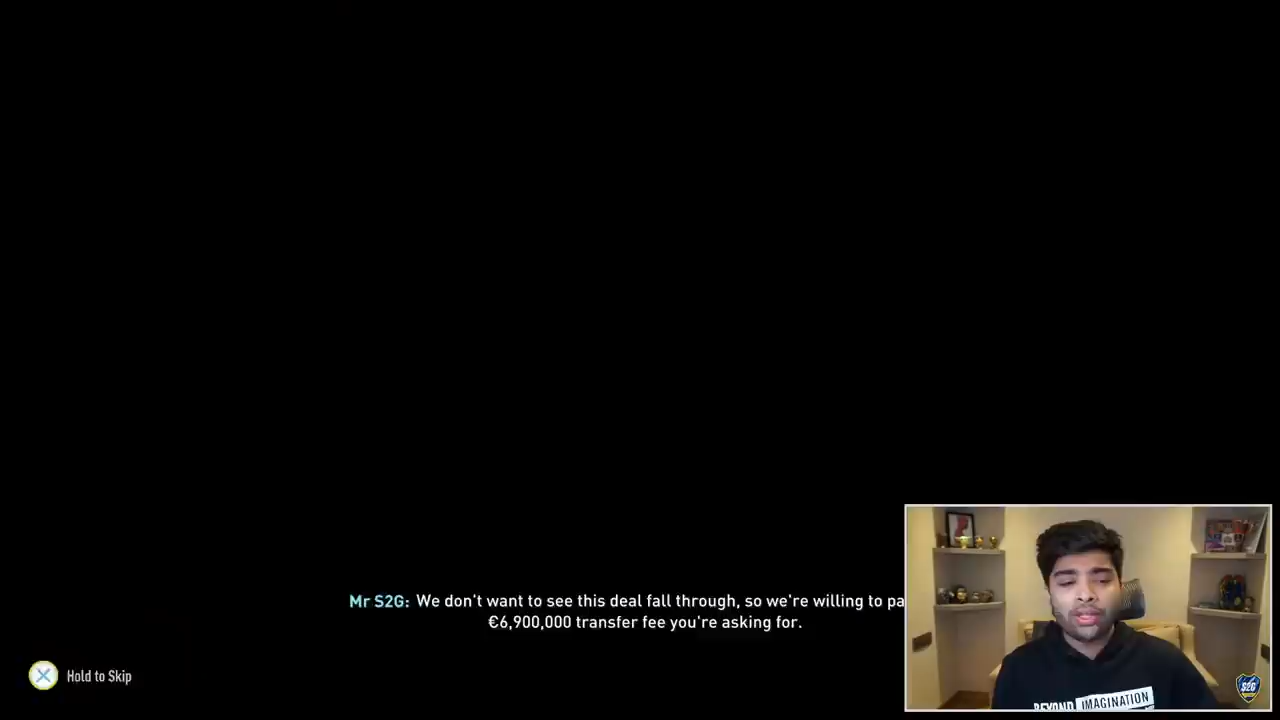 Mr S2G: We don't want to see this deal fall through, so we're willing to pa
€6,900,000 transfer fee you're asking for.
Hold to Skip
BEYOND IMAGINATION
S2G